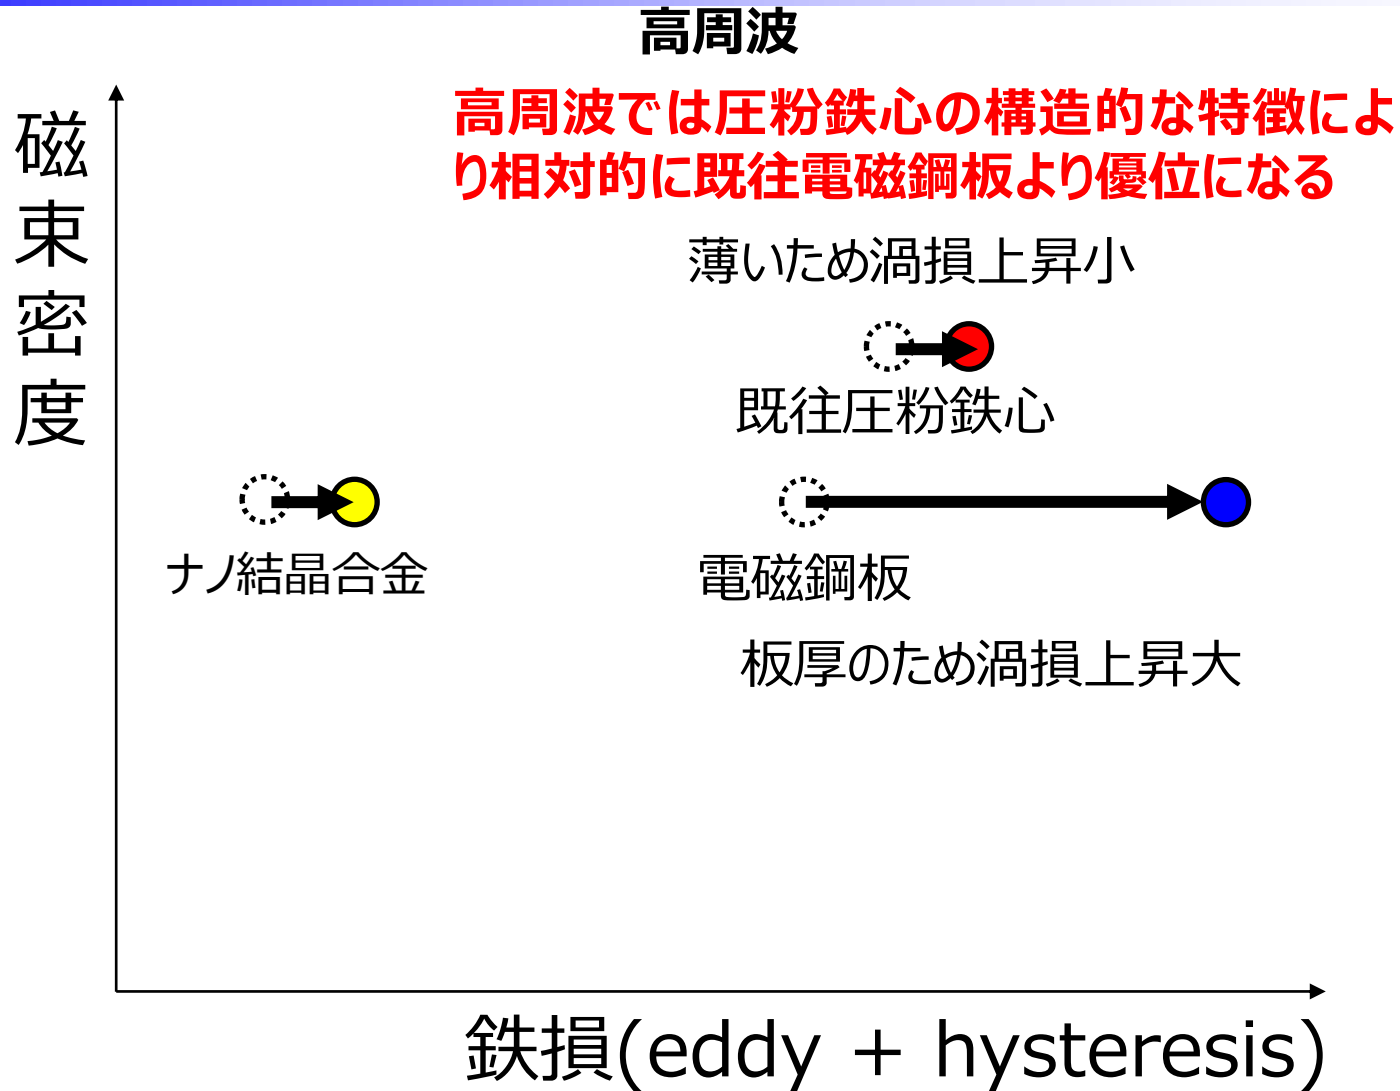 高周波
高周波では圧粉鉄心の構造的な特徴によ
り相対的に既往電磁鋼板より優位になる
磁束密度
薄いため渦損上昇小
既往圧粉鉄心
ナノ結晶合金
電磁鋼板
板厚のため渦損上昇大
鉄損(eddy + hysteresis)